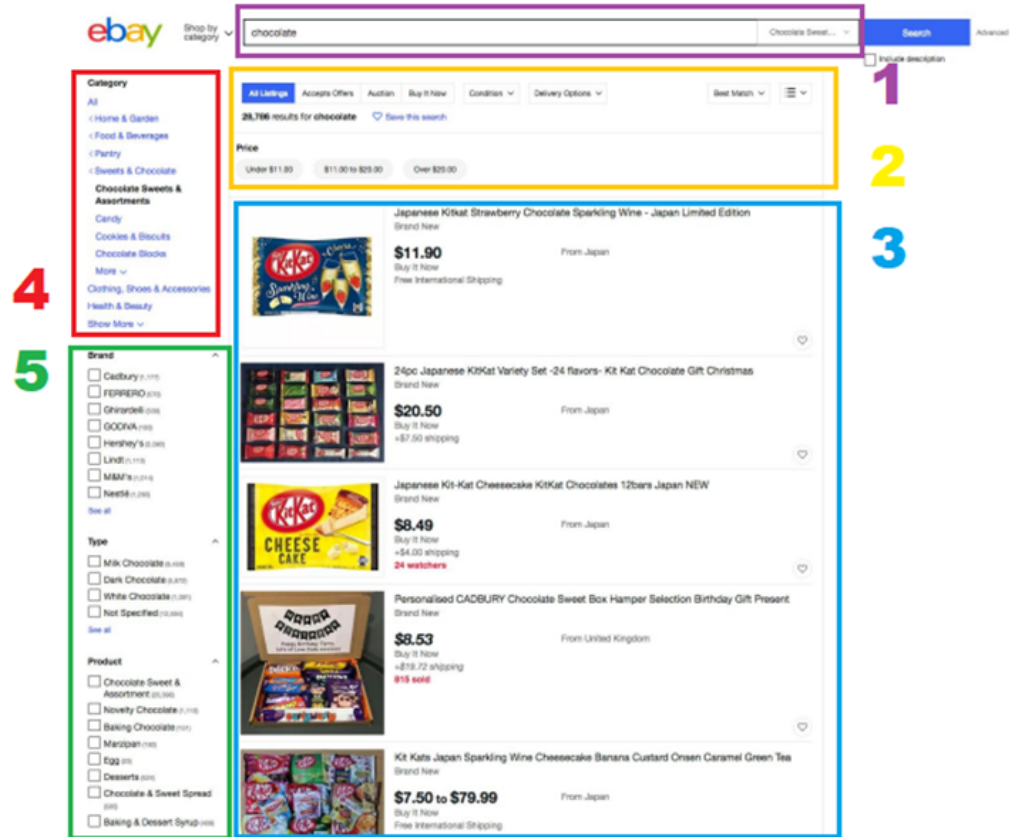 ebay
Shop by category
chocolate
Chocolate Sweet...
Search
Advanced
Include description
1
All Listings Accepts Offers Auction Buy It Now Condition Delivery Options Best Match
28,786 results for chocolate Save this search
2
Price
Under $11.00 $11.00 to $20.00 Over $20.00
3
Japanese Kitkat Strawberry Chocolate Sparkling Wine - Japan Limited Edition
Brand New
$11.90 From Japan
Buy It Now
Free International Shipping
KitKat
Sparkling Wine
24pc Japanese KitKat Variety Set -24 flavors- Kit Kat Chocolate Gift Christmas
Brand New
$20.50 From Japan
Buy It Now
+$7.50 shipping
Japanese Kit-Kat Cheesecake KitKat Chocolates 12bars Japan NEW
Brand New
$8.49 From Japan
Buy It Now
+$4.00 shipping
24 watchers
KitKat
CHEESE
CAKE
Personalised CADBURY Chocolate Sweet Box Hamper Selection Birthday Gift Present
Brand New
$8.53 From United Kingdom
Buy It Now
+$19.72 shipping
815 sold
Kit Kats Japan Sparkling Wine Cheesecake Banana Custard Onsen Caramel Green Tea
Brand New
$7.50 to $79.99 From Japan
Buy It Now
Free International Shipping
4
Category
All
< Home & Garden
< Food & Beverages
< Pantry
< Sweets & Chocolate
Chocolate Sweets &
Assortments
Candy
Cookies & Biscuits
Chocolate Blocks
More
Clothing, Shoes & Accessories
Health & Beauty
Show More
5
Brand
Cadbury
FERRERO
Ghirardelli
GODIVA
Hershey's
Lindt
M&M's
Nestlé
See all
Type
Milk Chocolate
Dark Chocolate
White Chocolate
Not Specified
See all
Product
Chocolate Sweet &
Assortment
Novelty Chocolate
Baking Chocolate
Marzipan
Egg
Desserts
Chocolate & Sweet Spread
Baking & Dessert Syrup